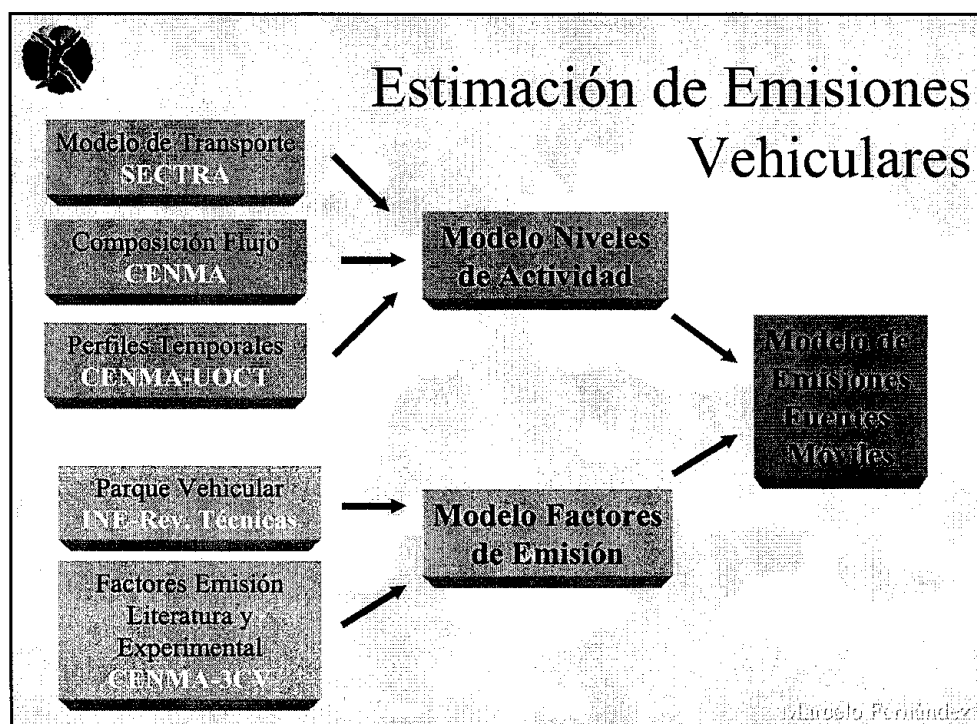 Estimación de Emisiones
Vehiculares
Modelo de Transporte
SECTRA
Composición Flujo
CENMA
Perfiles Temporales
CENMA-UOCT
Modelo Niveles
de Actividad
Parque Vehicular
INE-Rev. Técnicas
Factores Emisión
Literatura y
Experimental
CENMA-3CV
Modelo Factores
de Emisión
Modelo de
Emisiones
Fuentes
Móviles
Marcelo Fernández